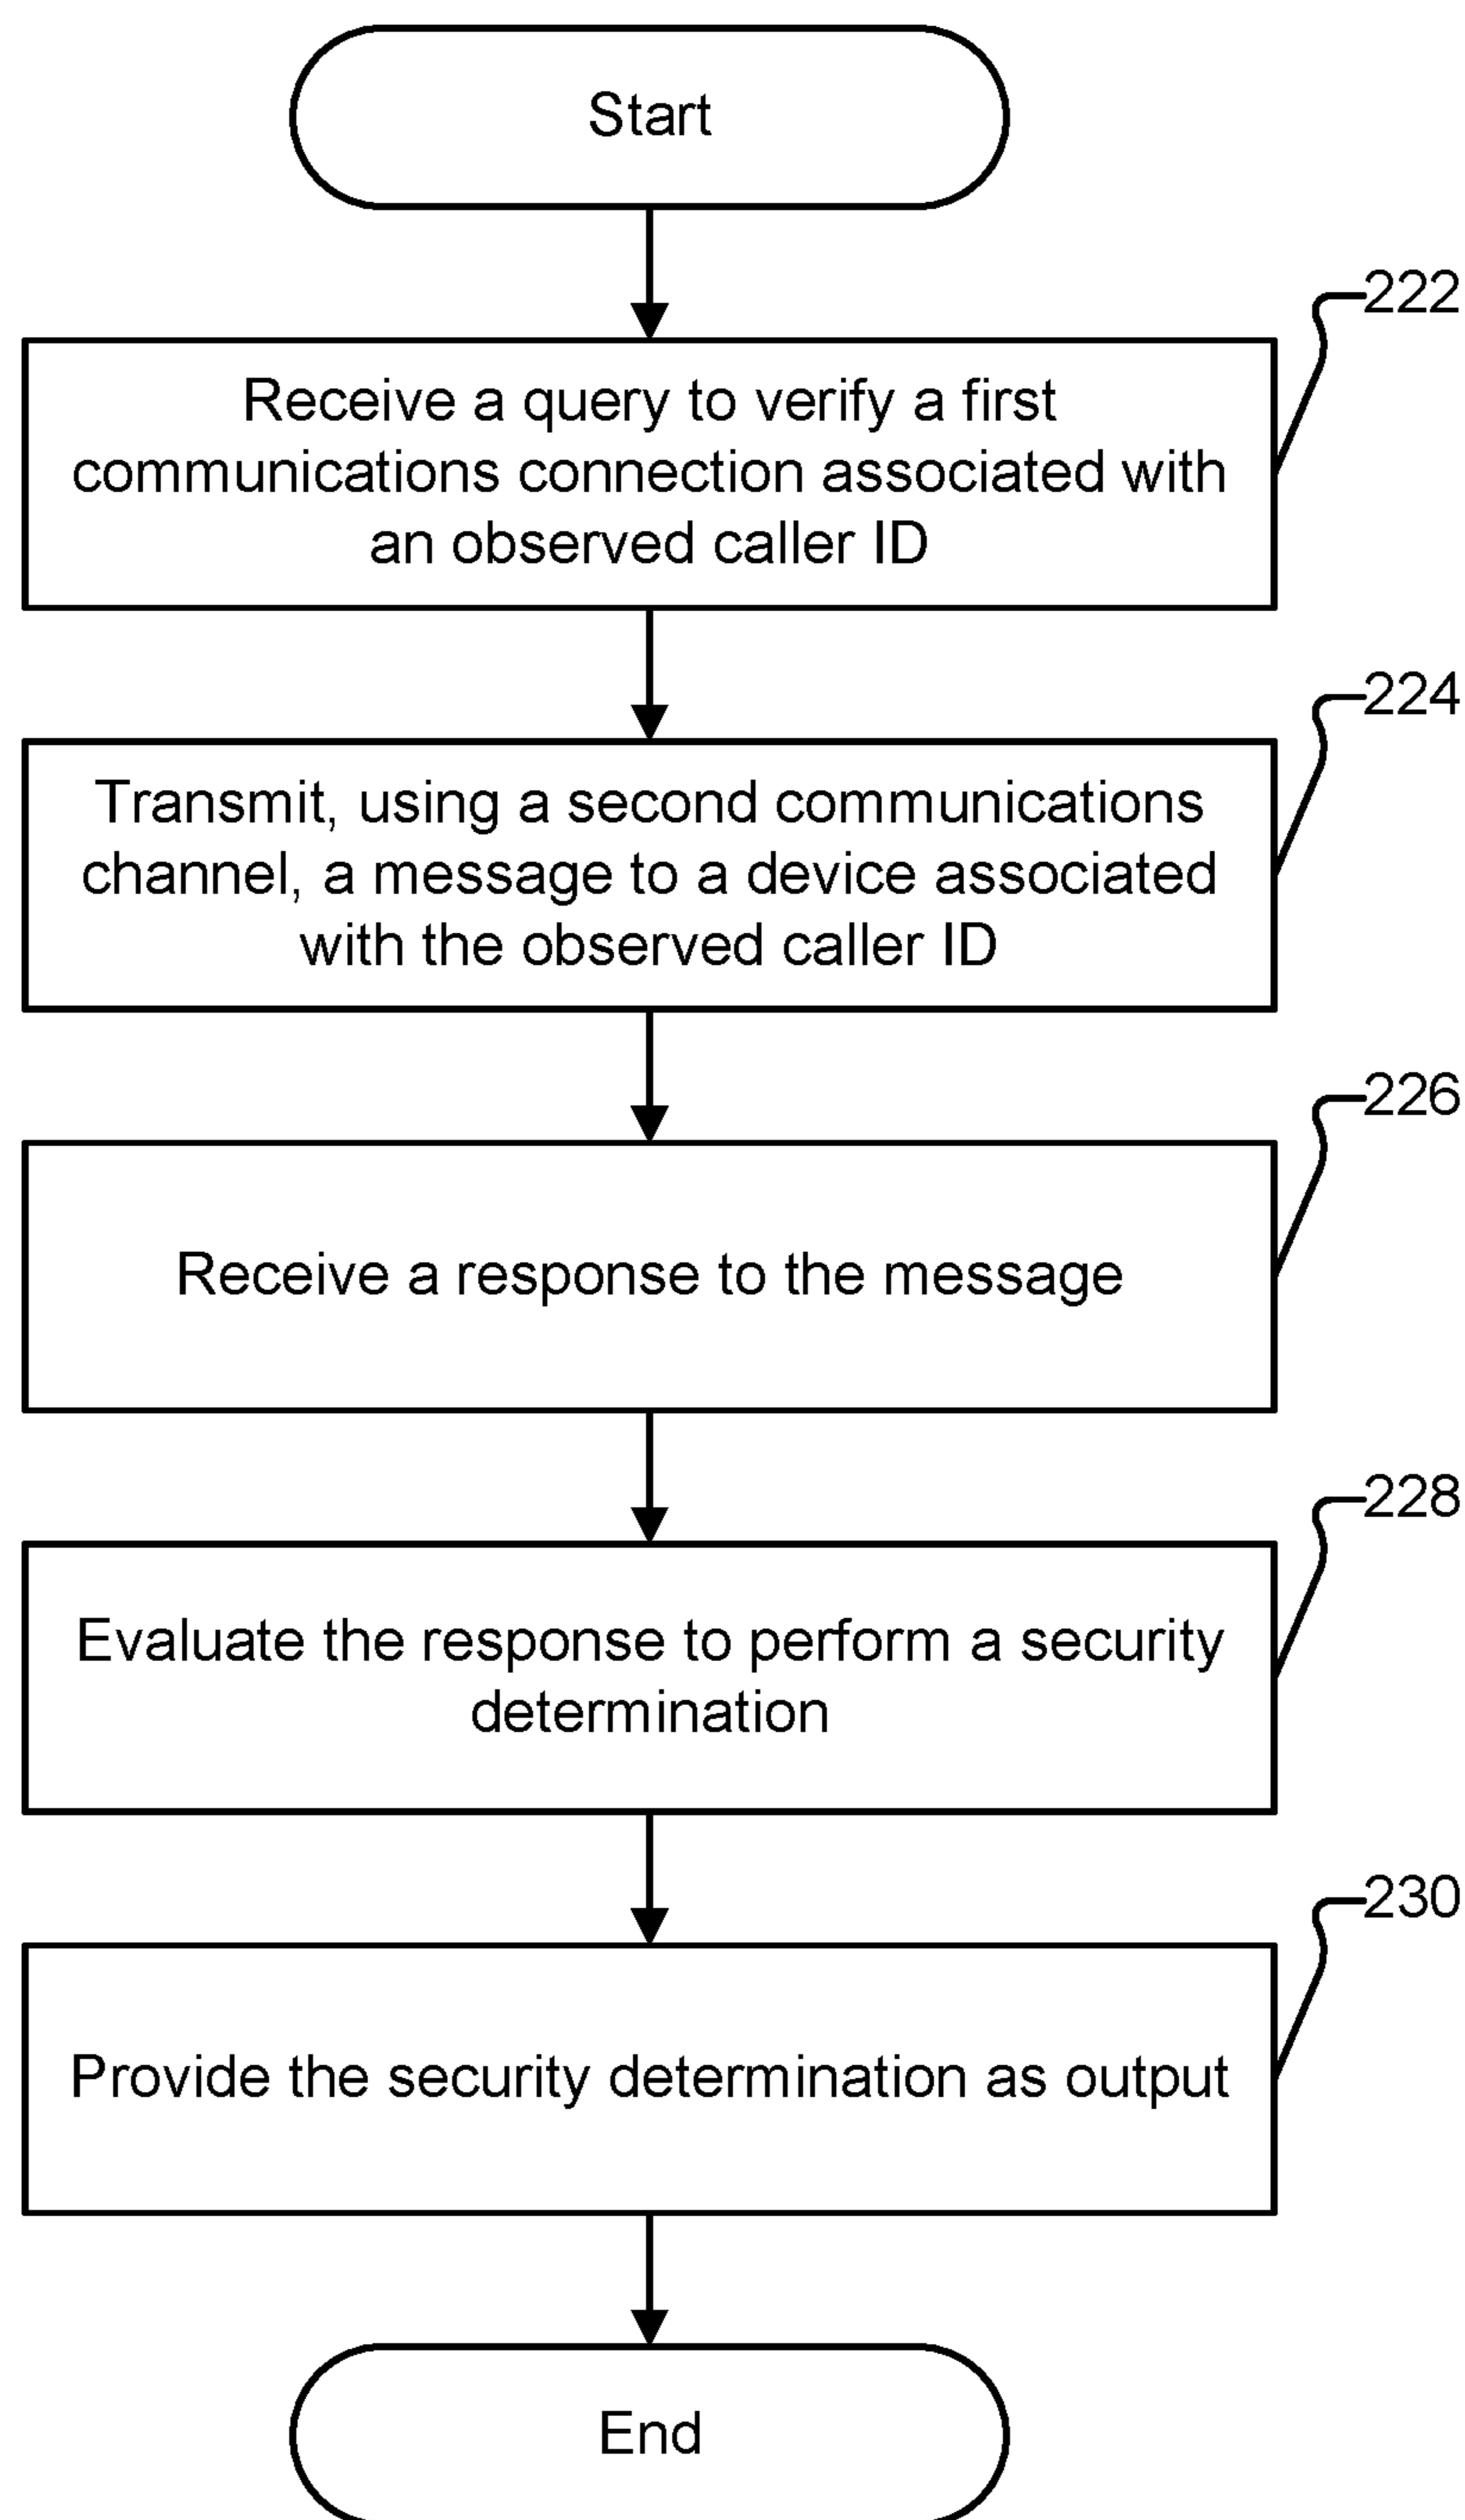 Start
222
Receive a query to verify a first
communications connection associated with
an observed caller ID
224
Transmit, using a second communications
channel, a message to a device associated
with the observed caller ID
226
Receive a response to the message
228
Evaluate the response to perform a security
determination
230
Provide the security determination as output
End